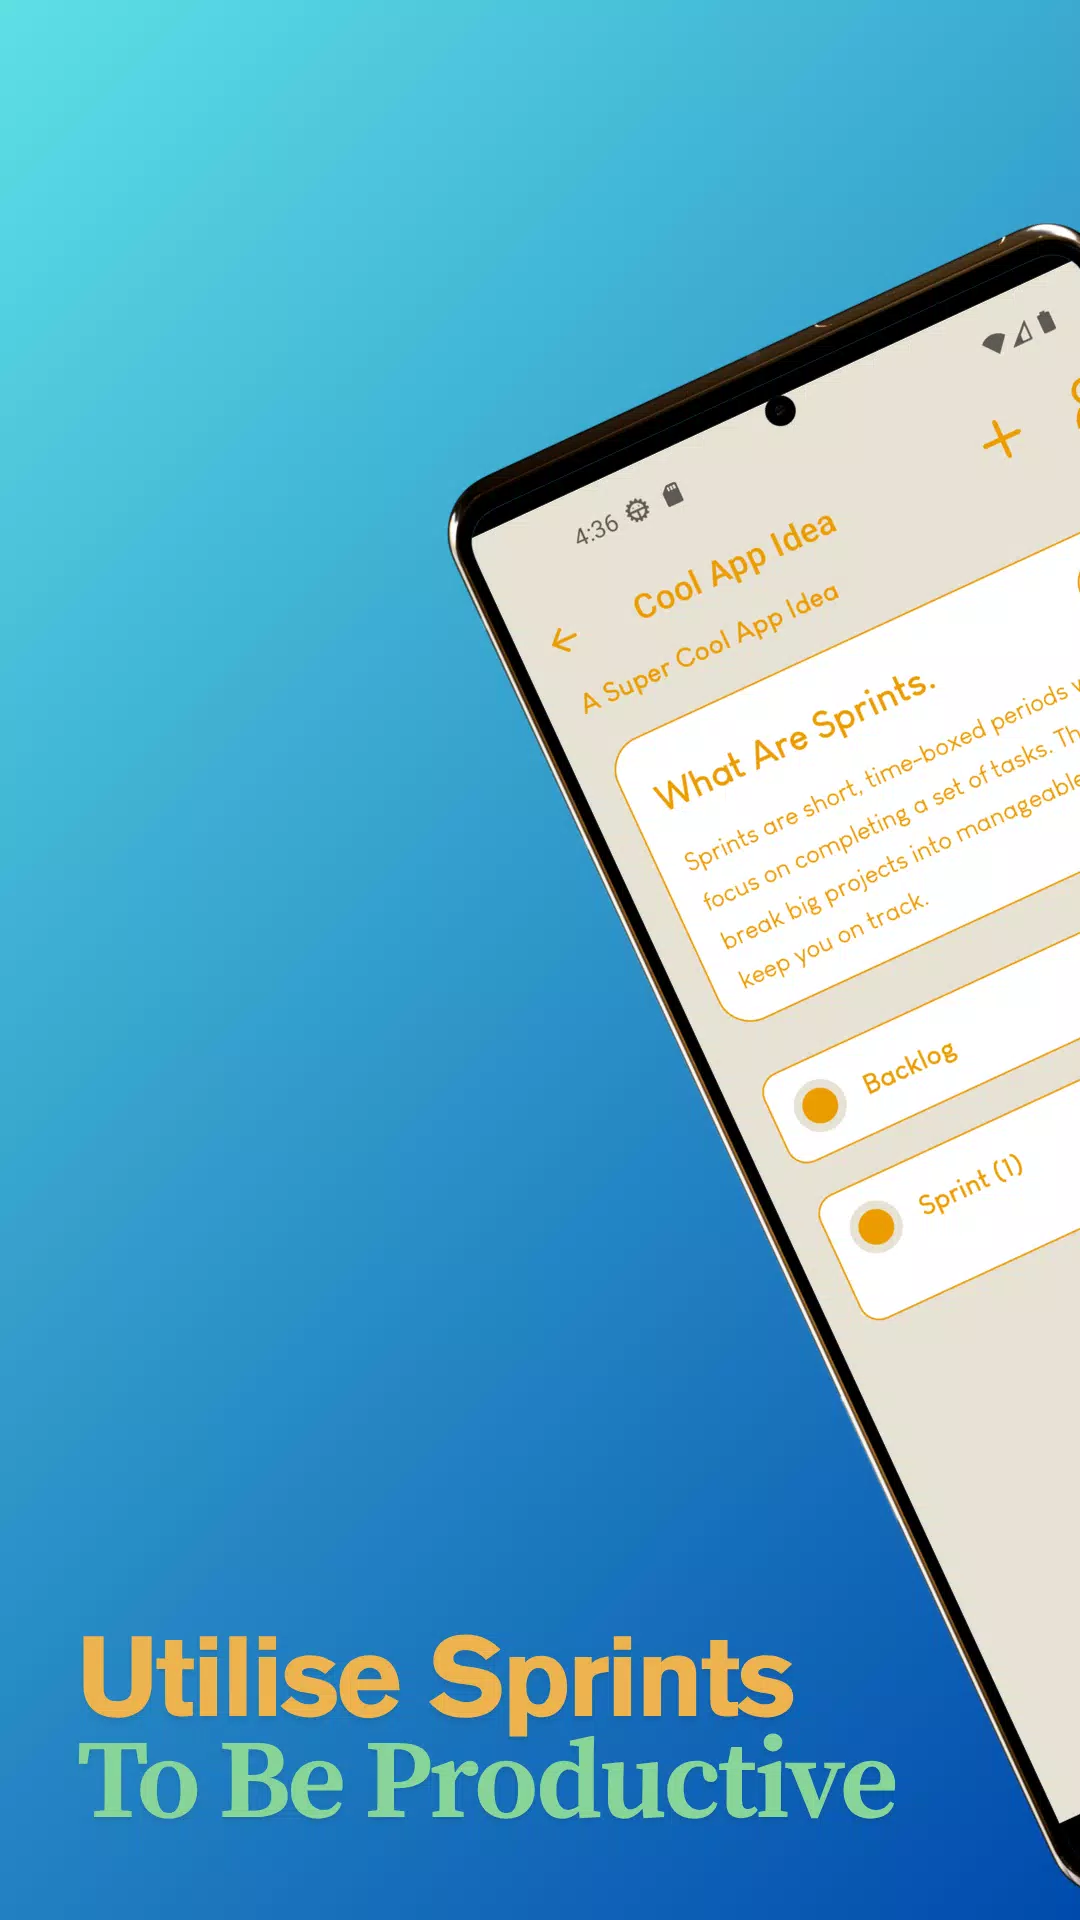 4:36
Cool App Idea
A Super Cool App Idea
What Are Sprints.
Sprints are short, time-boxed periods
focus on completing a set of tasks.
break big projects into manageable
keep you on track.
Backlog
Sprint (1)
Utilise Sprints
To Be Productive